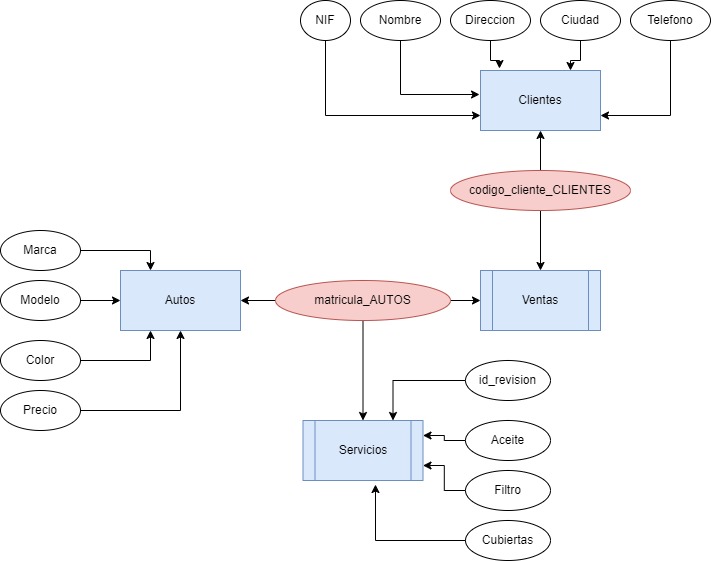 NIF
Nombre
Direccion
Ciudad
Telefono
Clientes
codigo_cliente_CLIENTES
Marca
Modelo
Autos
matricula_AUTOS
Ventas
Color
Precio
id_revision
Servicios
Aceite
Filtro
Cubiertas